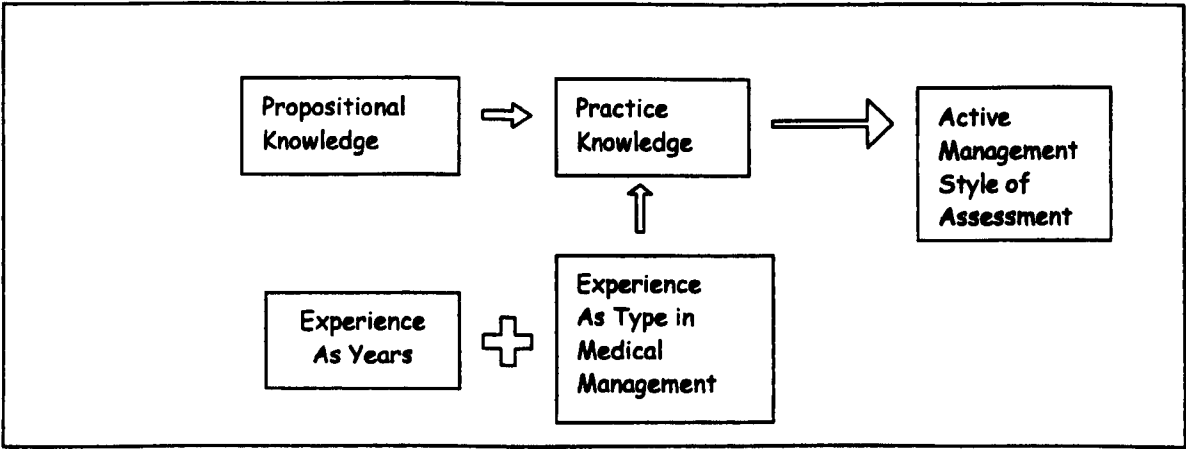 Propositional
Knowledge
Practice
Knowledge
Active
Management
Style of
Assessment
Experience
As Years
Experience
As Type in
Medical
Management